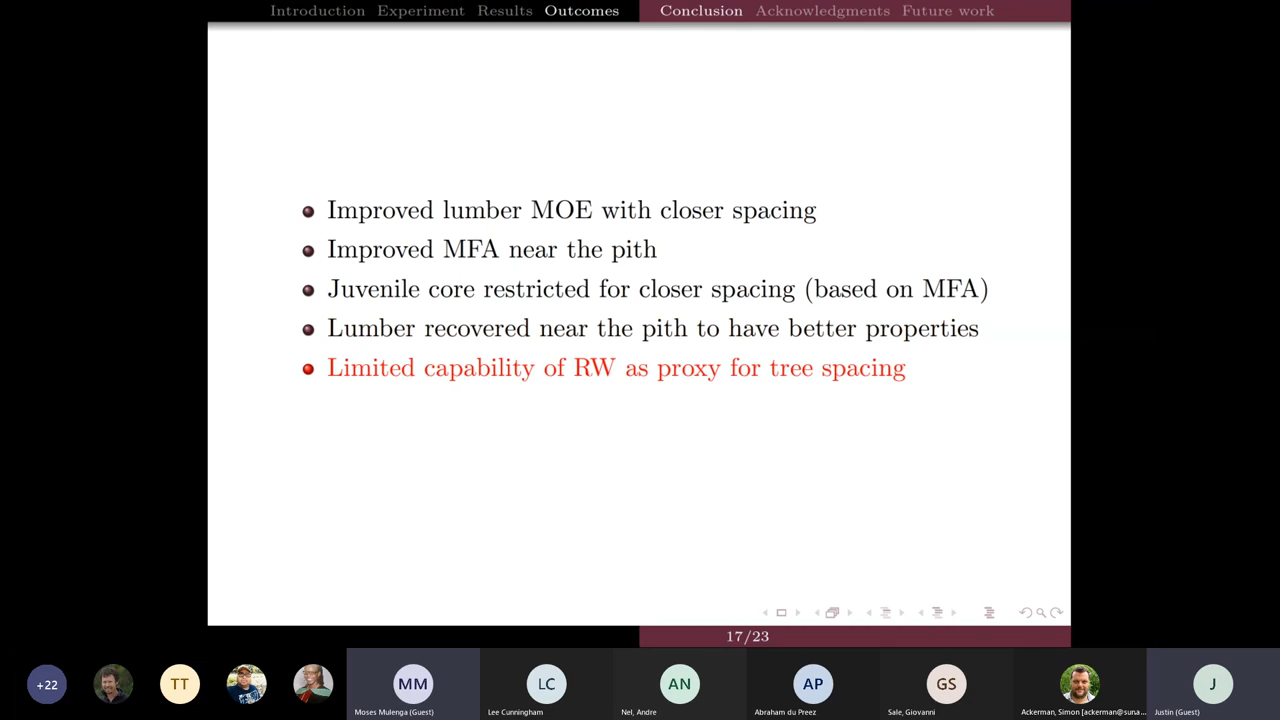 Introduction Experiment Results Outcomes Conclusion Acknowledgments Future work
Improved lumber MOE with closer spacing
Improved MFA near the pith
Juvenile core restricted for closer spacing (based on MFA)
Lumber recovered near the pith to have better properties
Limited capability of RW as proxy for tree spacing
17/23
+22 TT MM LC AN AP GS J
Moses Mulenga (Guest) Lee Cunningham Nel, Andre Abraham du Preez Sale, Giovanni Ackerman, Simon [ackerman@suna... Justin (Guest)